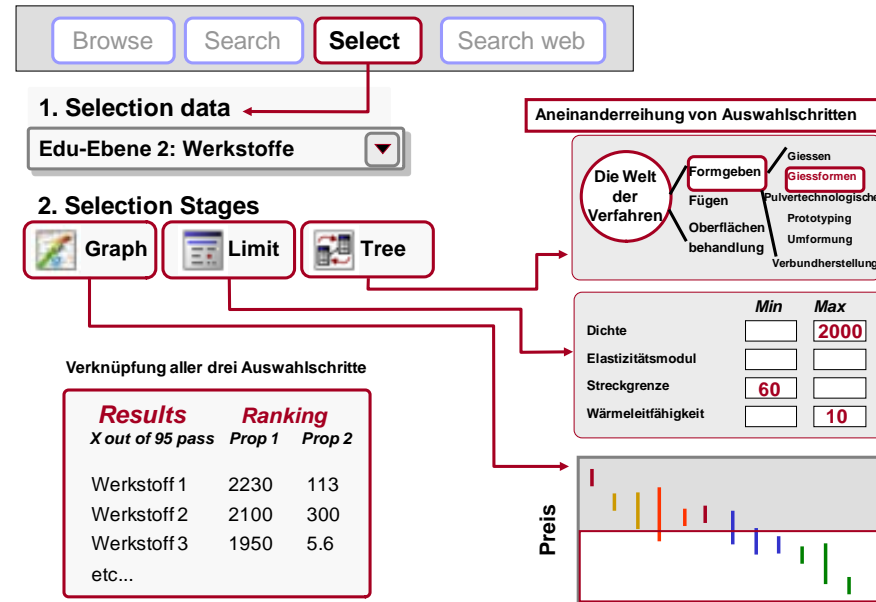 Browse
Search
Select
Search web
1. Selection data
Edu-Ebene 2: Werkstoffe
2. Selection Stages
Graph
Limit
Tree
Aneinanderreihung von Auswahlschritten
Die Welt
der
Verfahren
Formgeben
Fügen
Oberflächen
behandlung
Giessen
Giessformen
Pulvertechnologische
Prototyping
Umformung
Verbundherstellung
Min Max
Dichte 2000
Elastizitätsmodul
Streckgrenze 60
Wärmeleitfähigkeit 10
Verknüpfung aller drei Auswahlschritte
Results Ranking
X out of 95 pass Prop 1 Prop 2
Werkstoff 1 2230 113
Werkstoff 2 2100 300
Werkstoff 3 1950 5.6
etc...
Preis